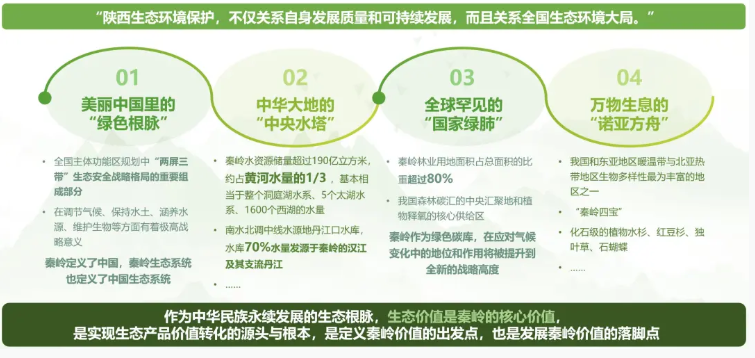 “陕西生态环境保护，不仅关系自身发展质量和可持续发展，而且关系全国生态环境大局。”
01
美丽中国里的
“绿色根脉”
• 全国主体功能区规划中“两屏三
带”生态安全战略格局的重要组
成部分
• 在调节气候、保持水土、涵养水
源、维护生物等方面有着极高战
略意义
秦岭定义了中国，秦岭生态系统
也定义了中国生态系统
02
中华大地的
“中央水塔”
• 秦岭水资源储量超过190亿立方米，
约占黄河水量的1/3 ，基本相
当于整个洞庭湖水系、5个太湖水
系、1600个西湖的水量
• 南水北调中线水源地丹江口水库，
水库70%水量发源于秦岭的汉江
及其支流丹江
• ......
03
全球罕见的
“国家绿肺”
• 秦岭林业用地面积占总面积的比
重超过80%
• 我国森林碳汇的中央汇聚地和植
物释氧的核心供给区
秦岭作为绿色碳库，在应对气候
变化中的地位和作用将被提升到
全新的战略高度
04
万物生息的
“诺亚方舟”
• 我国和东亚地区暖温带与北亚热
带地区生物多样性最为丰富的地
区之一
• “秦岭四宝”
• 化石级的植物水杉、红豆杉、独
叶草、石蝴蝶
• ......
作为中华民族永续发展的生态根脉，生态价值是秦岭的核心价值，
是实现生态产品价值转化的源头与根本，是定义秦岭价值的出发点，也是发展秦岭价值的落脚点